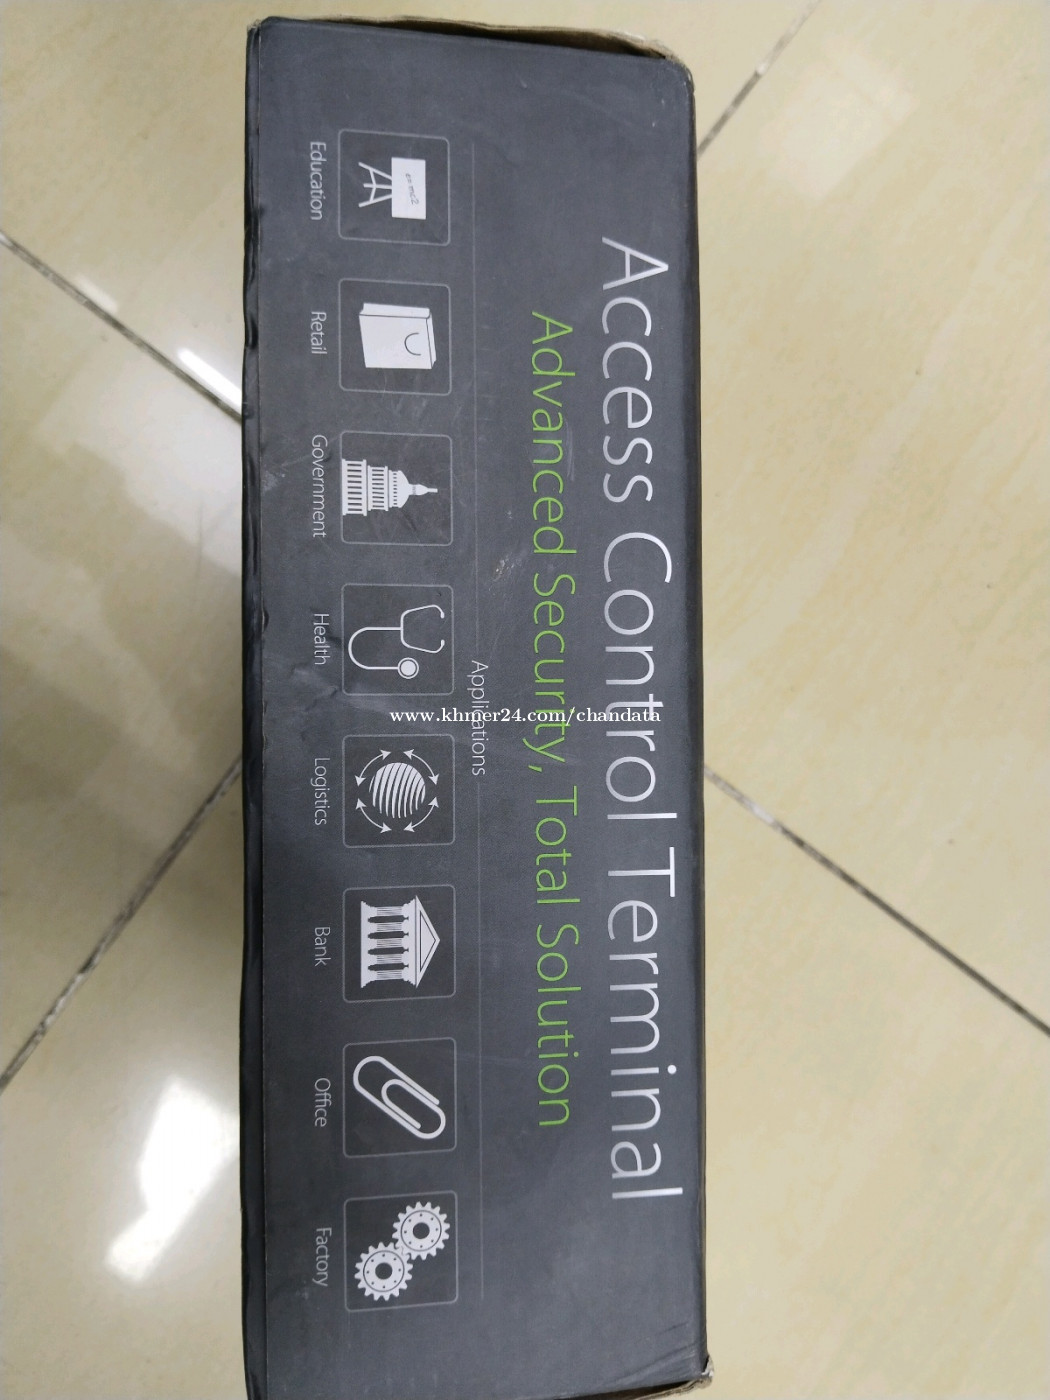 Access Control Terminal
Advanced Security, Total Solution
Applications
Education
Retail
Government
Health
Logistics
Bank
Office
Factory
www.khmer24.com/chandata